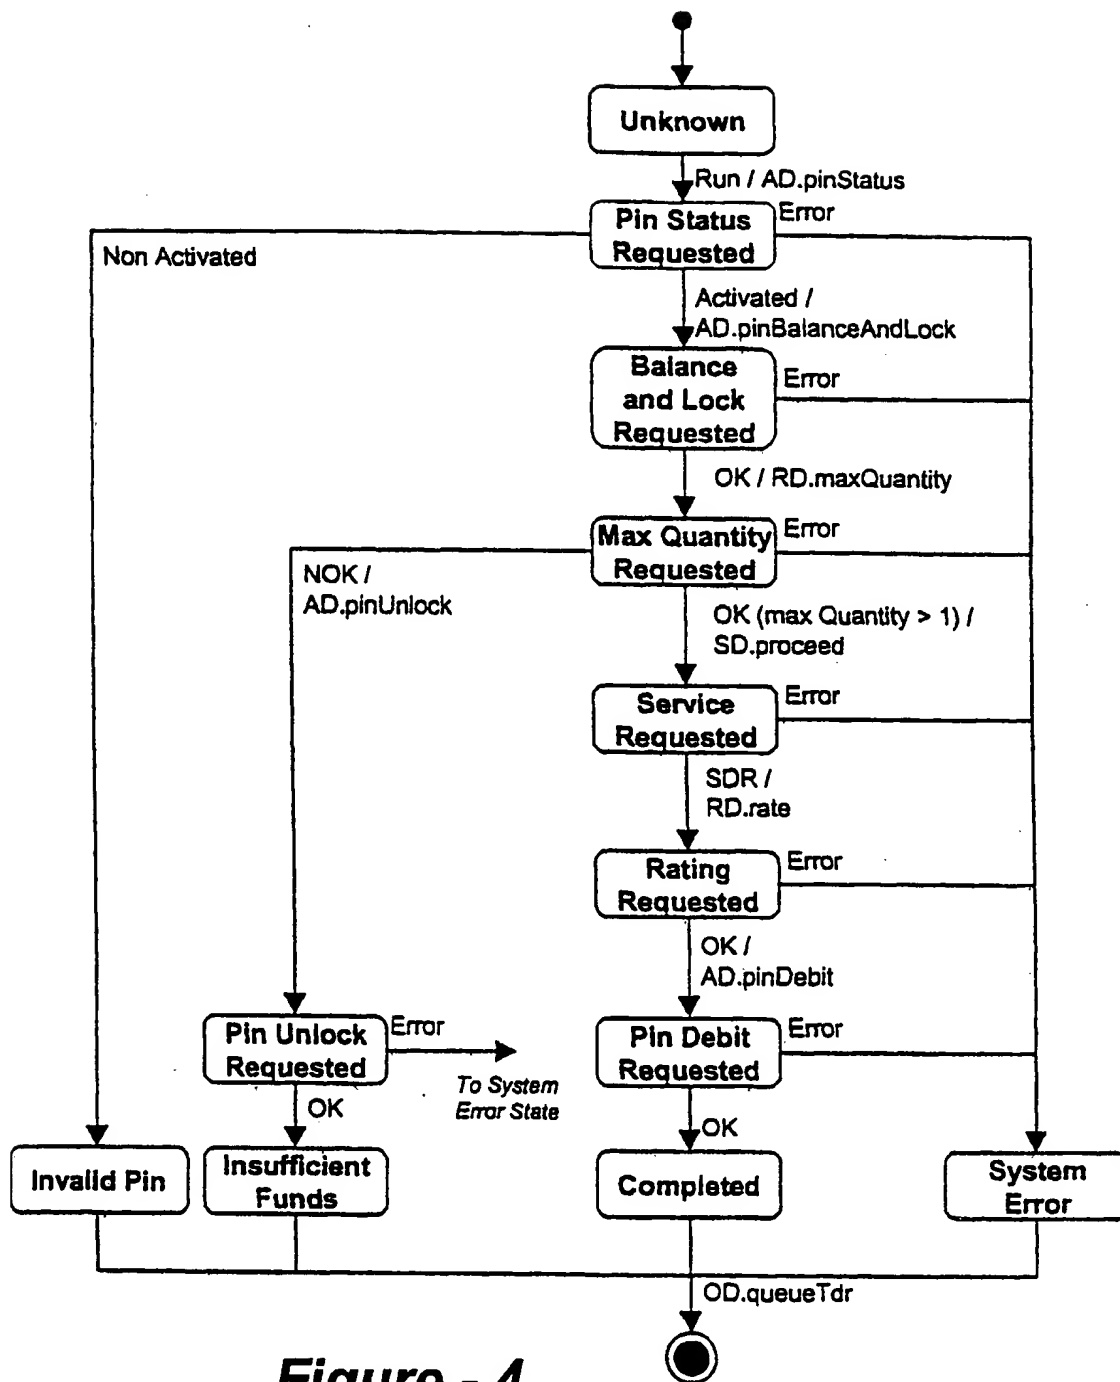 Unknown
Run / AD.pinStatus
Pin Status
Requested
Error
Non Activated
Activated /
AD.pinBalanceAndLock
Balance
and Lock
Requested
Error
OK / RD.maxQuantity
Max Quantity
Requested
Error
NOK /
AD.pinUnlock
OK (max Quantity > 1) /
SD.proceed
Service
Requested
Error
SDR /
RD.rate
Rating
Requested
Error
OK /
AD.pinDebit
Pin Unlock
Requested
Error
To System
Error State
Pin Debit
Requested
Error
OK
OK
Invalid Pin
Insufficient
Funds
Completed
System
Error
OD.queueTdr
Figure - 4